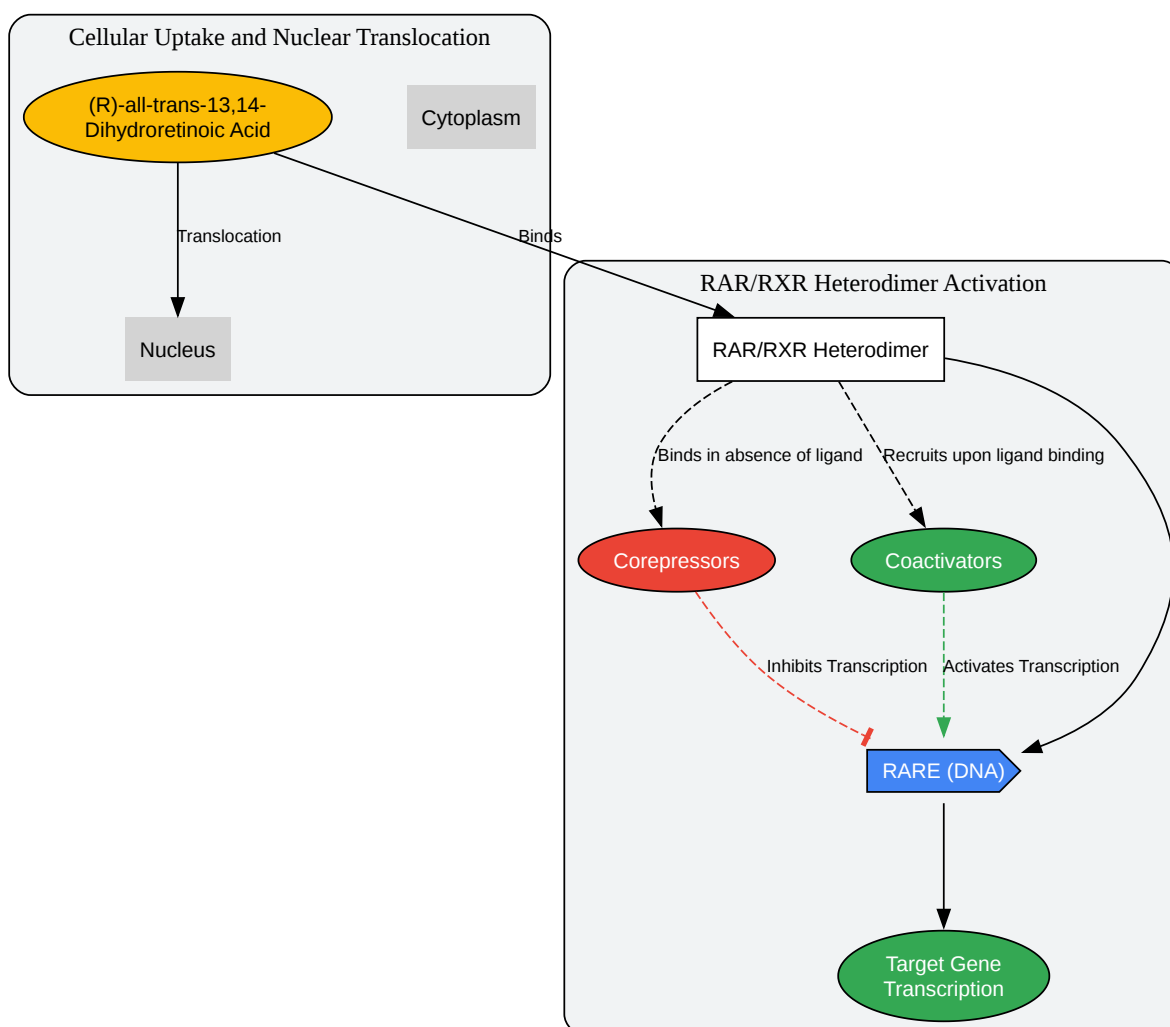 Cellular Uptake and Nuclear Translocation
(R)-all-trans-13,14-
Dihydroretinoic Acid
Cytoplasm
Translocation
Binds
Nucleus
RAR/RXR Heterodimer Activation
RAR/RXR Heterodimer
Binds in absence of ligand
Recruits upon ligand binding
Corepressors
Coactivators
Inhibits Transcription
Activates Transcription
RARE (DNA)
Target Gene
Transcription